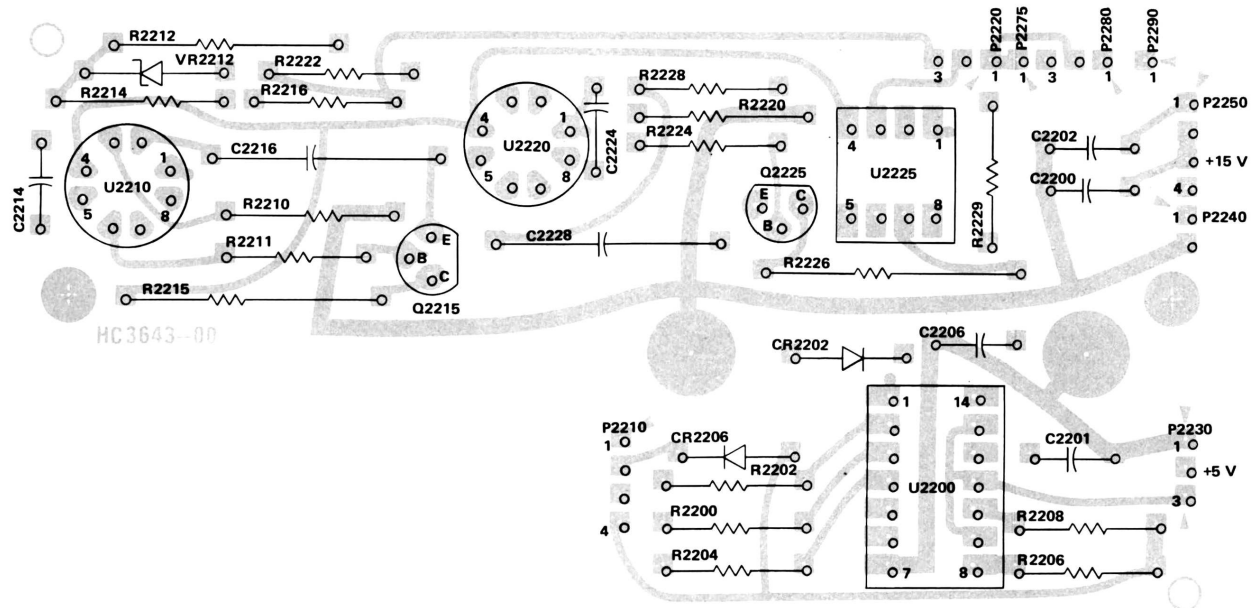 R2212
VR2212
R2222
R2214
R2216
R2228
R2220
R2224
P2220
P2275
P2280
P2290
3
1
1
3
1
1
1 P2250
+15 V
4
1 P2240
C2202
C2200
C2214
4
1
U2210
5
8
C2216
4
1
U2220
5
8
C2224
Q2225
E
C
B
4
1
U2225
5
8
R2229
R2210
R2211
R2215
E
B
C
Q2215
C2228
R2226
HC3643-00
CR2202
C2206
P2210
1
4
CR2206
R2202
R2200
R2204
1
14
U2200
7
8
C2201
P2230
1
+5 V
3
R2208
R2206